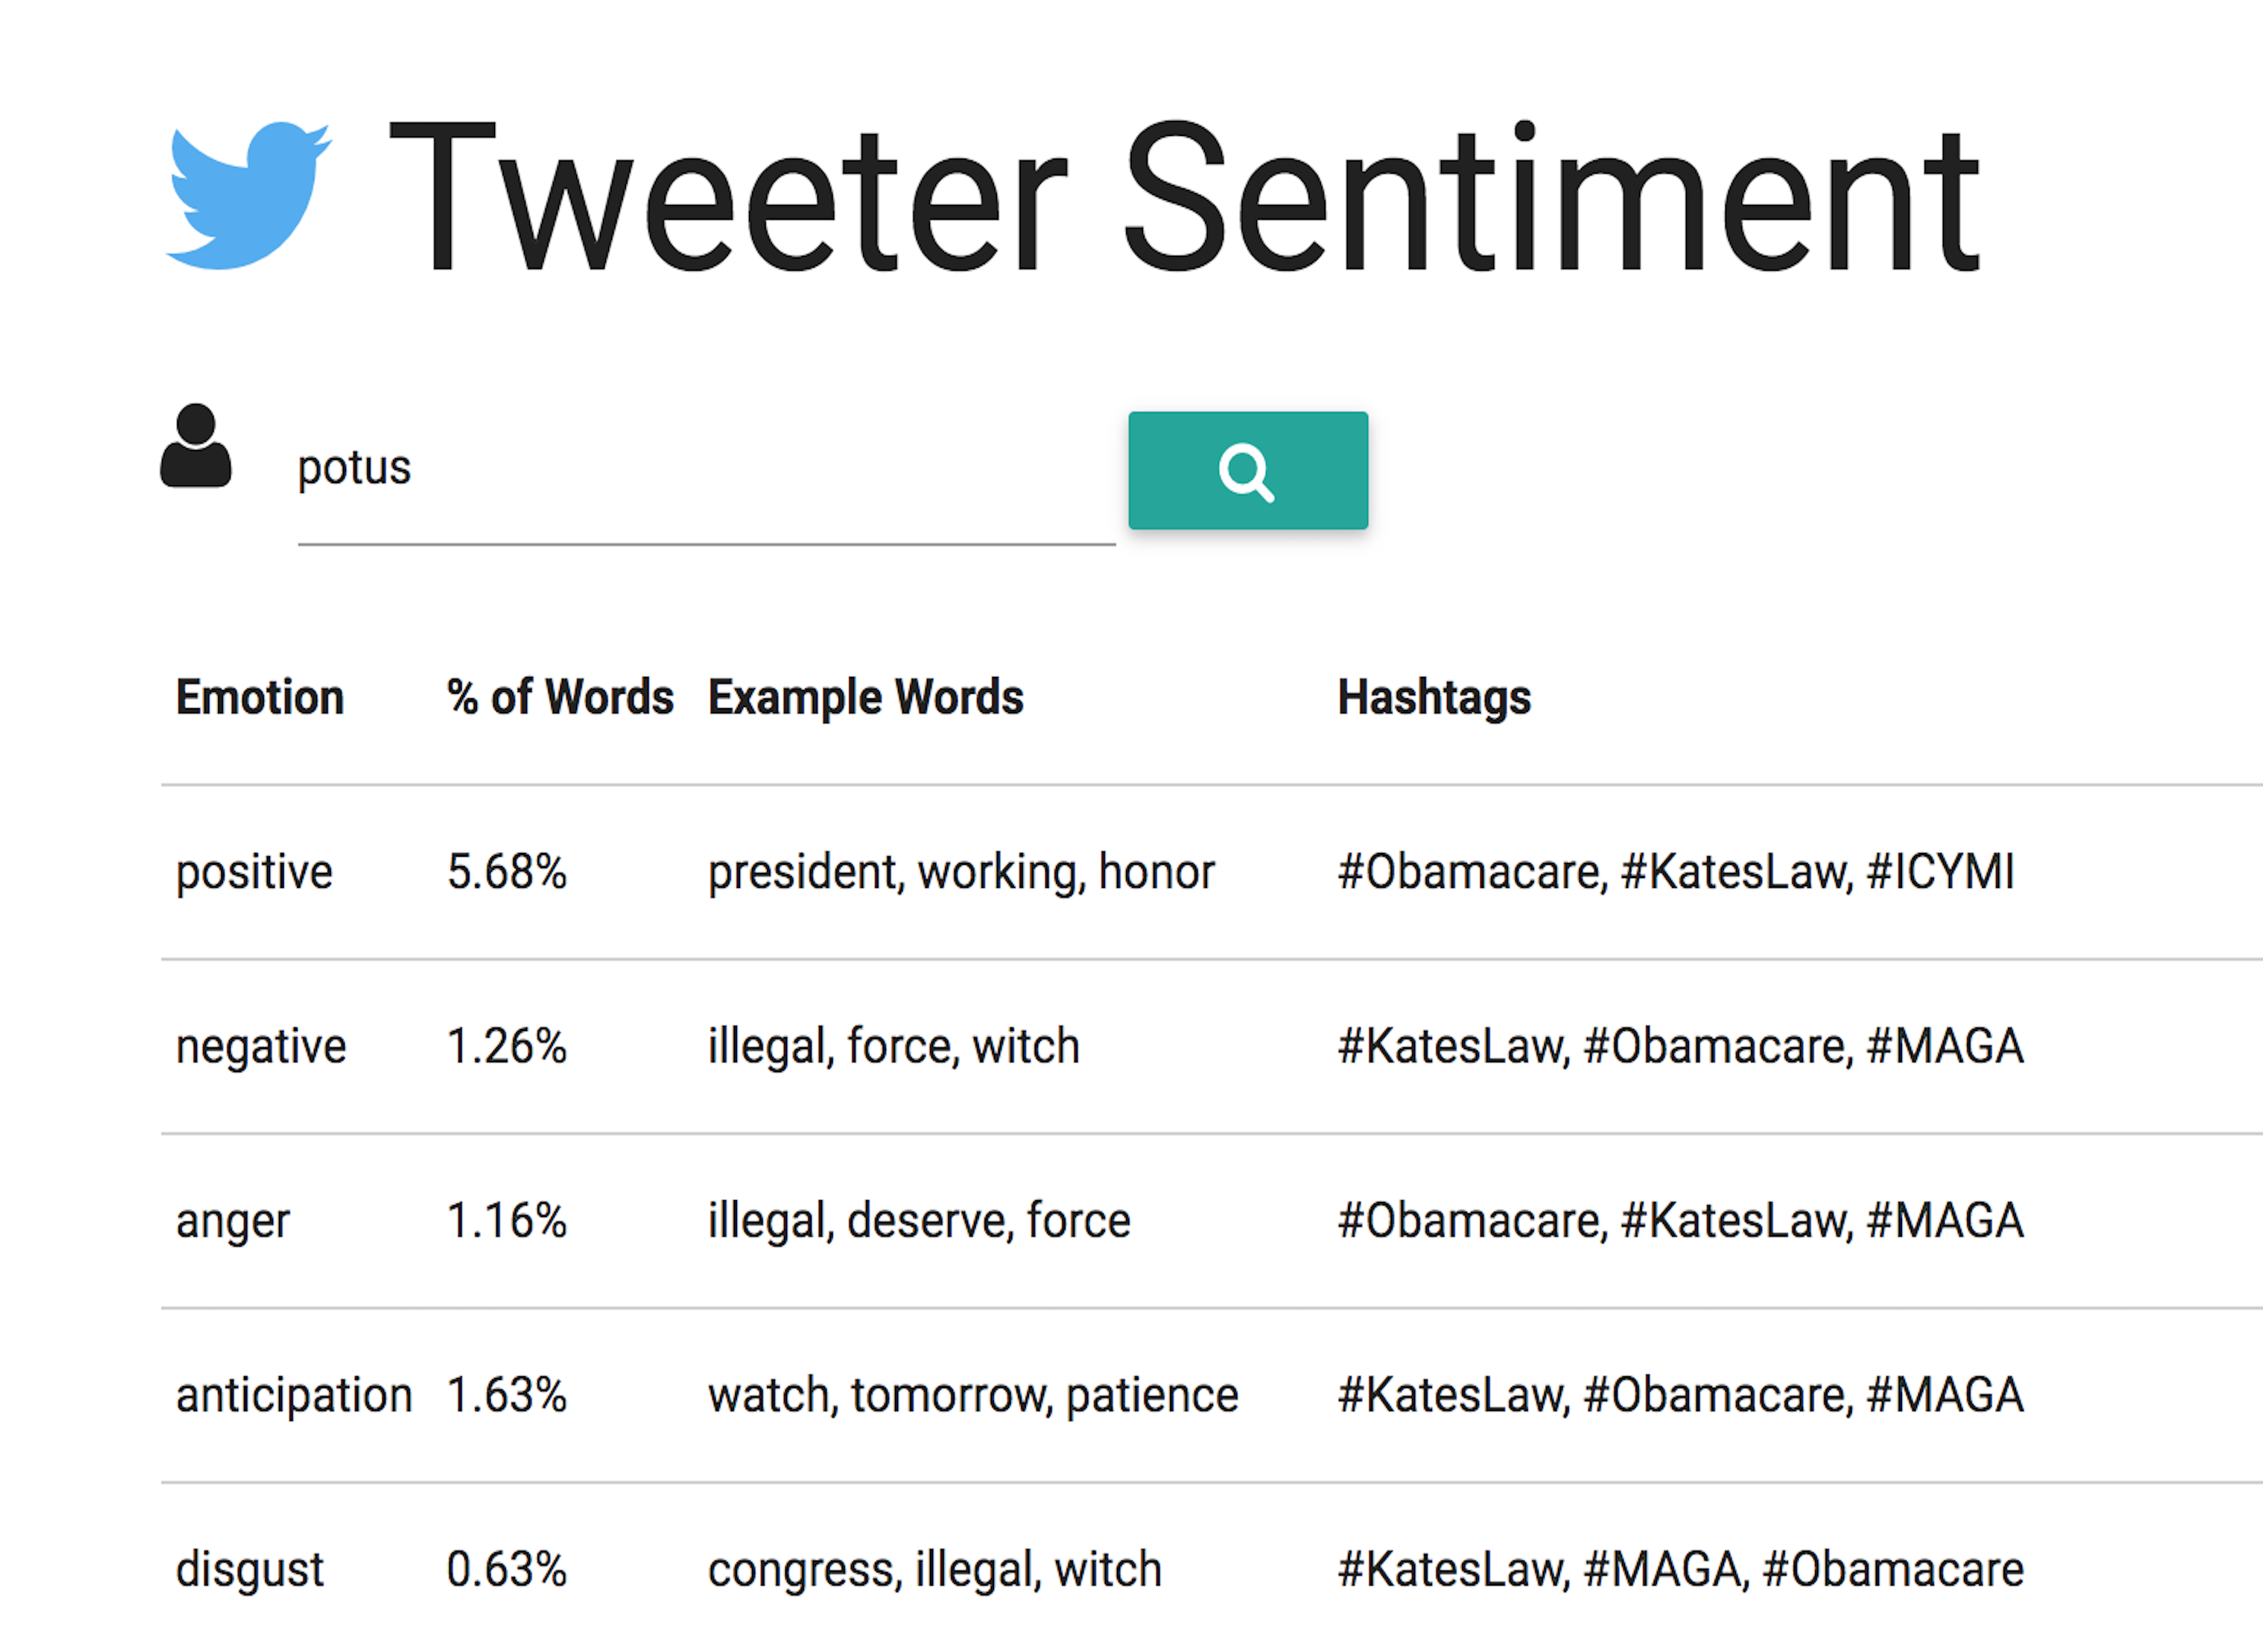 Tweeter Sentiment
potus
Emotion % of Words Example Words Hashtags
positive 5.68% president, working, honor #Obamacare, #KatesLaw, #ICYMI
negative 1.26% illegal, force, witch #KatesLaw, #Obamacare, #MAGA
anger 1.16% illegal, deserve, force #Obamacare, #KatesLaw, #MAGA
anticipation 1.63% watch, tomorrow, patience #KatesLaw, #Obamacare, #MAGA
disgust 0.63% congress, illegal, witch #KatesLaw, #MAGA, #Obamacare